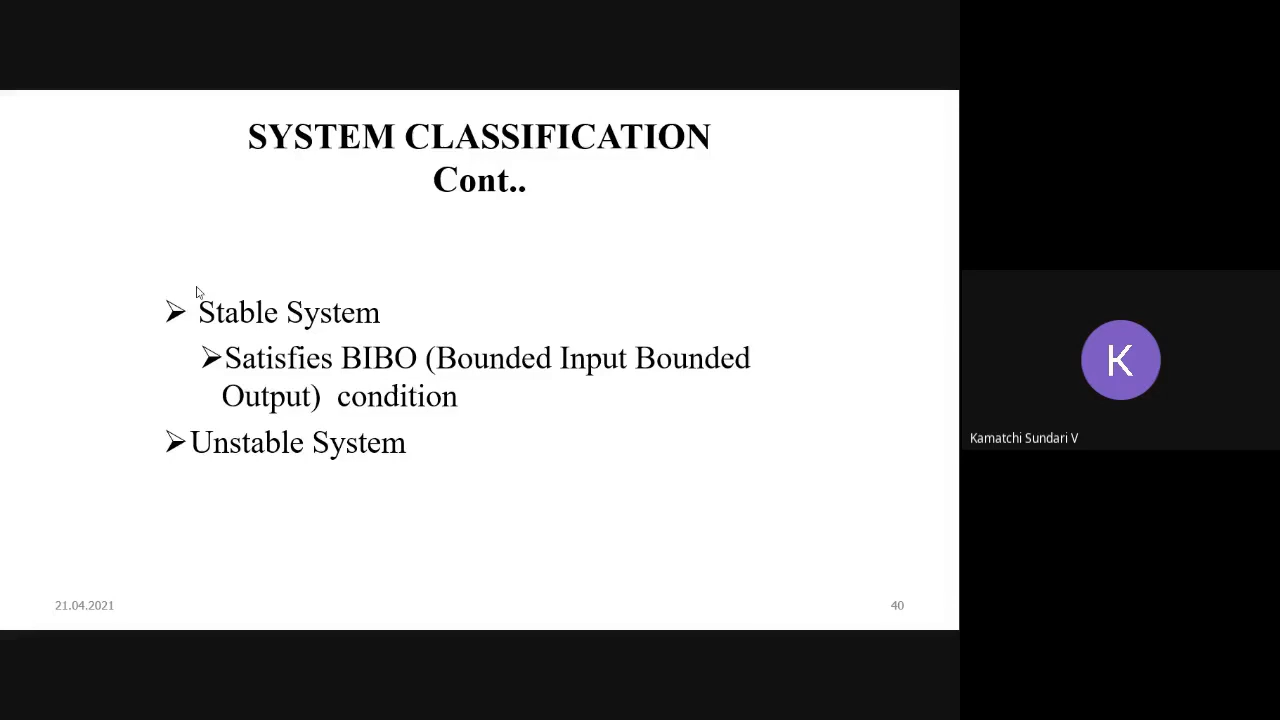 SYSTEM CLASSIFICATION
Cont..
➢ Stable System
➢Satisfies BIBO (Bounded Input Bounded
Output)  condition
➢Unstable System
21.04.2021
40
K
Kamatchi Sundari V